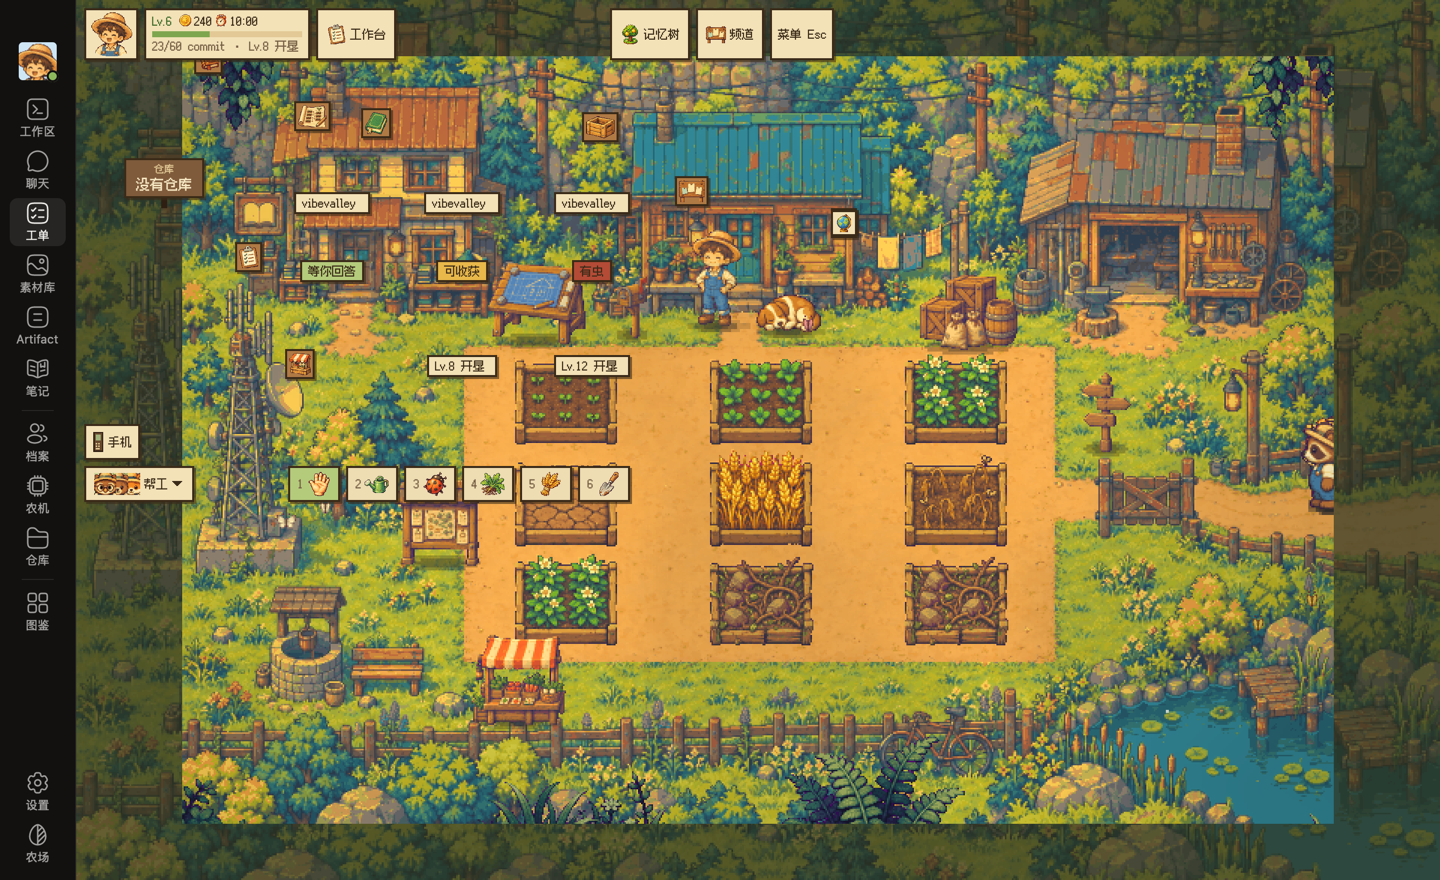 Lv.6 240 10:00
23/60 commit · Lv.8 开垦
工作台
记忆树
频道
菜单 Esc
工作区
聊天
工单
素材库
Artifact
笔记
档案
农机
仓库
图鉴
设置
农场
仓库
没有仓库
vibevalley
vibevalley
vibevalley
等你回答
可收获
有虫
Lv.8 开垦
Lv.12 开垦
手机
帮工
1
2
3
4
5
6